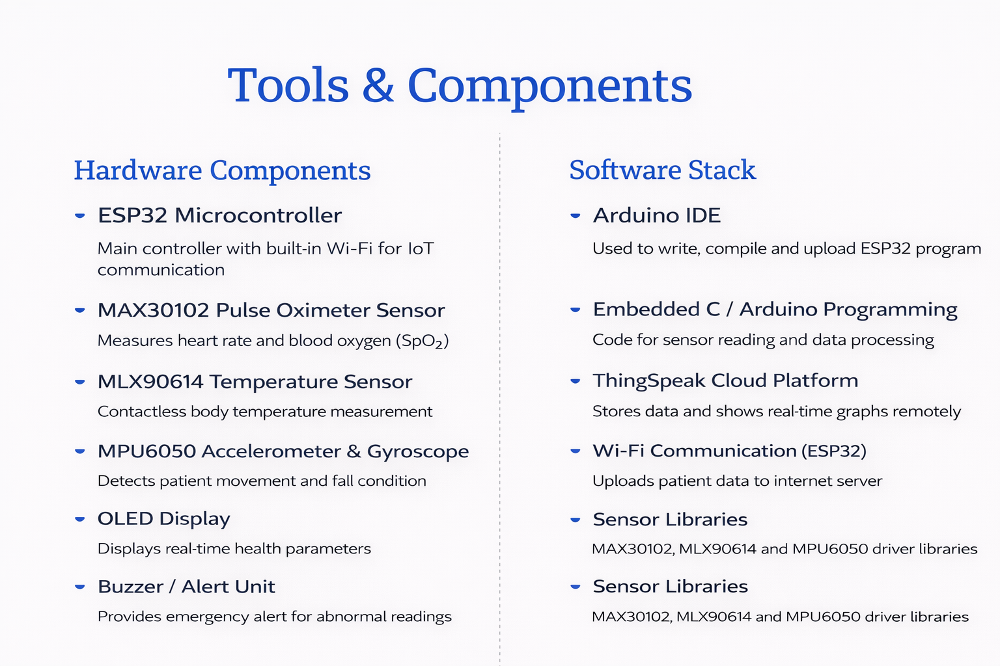 Tools & Components
Hardware Components
ESP32 Microcontroller
Main controller with built-in Wi-Fi for IoT
communication
MAX30102 Pulse Oximeter Sensor
Measures heart rate and blood oxygen (SpO₂)
MLX90614 Temperature Sensor
Contactless body temperature measurement
MPU6050 Accelerometer & Gyroscope
Detects patient movement and fall condition
OLED Display
Displays real-time health parameters
Buzzer / Alert Unit
Provides emergency alert for abnormal readings
Software Stack
Arduino IDE
Used to write, compile and upload ESP32 program
Embedded C / Arduino Programming
Code for sensor reading and data processing
ThingSpeak Cloud Platform
Stores data and shows real-time graphs remotely
Wi-Fi Communication (ESP32)
Uploads patient data to internet server
Sensor Libraries
MAX30102, MLX90614 and MPU6050 driver libraries
Sensor Libraries
MAX30102, MLX90614 and MPU6050 driver libraries